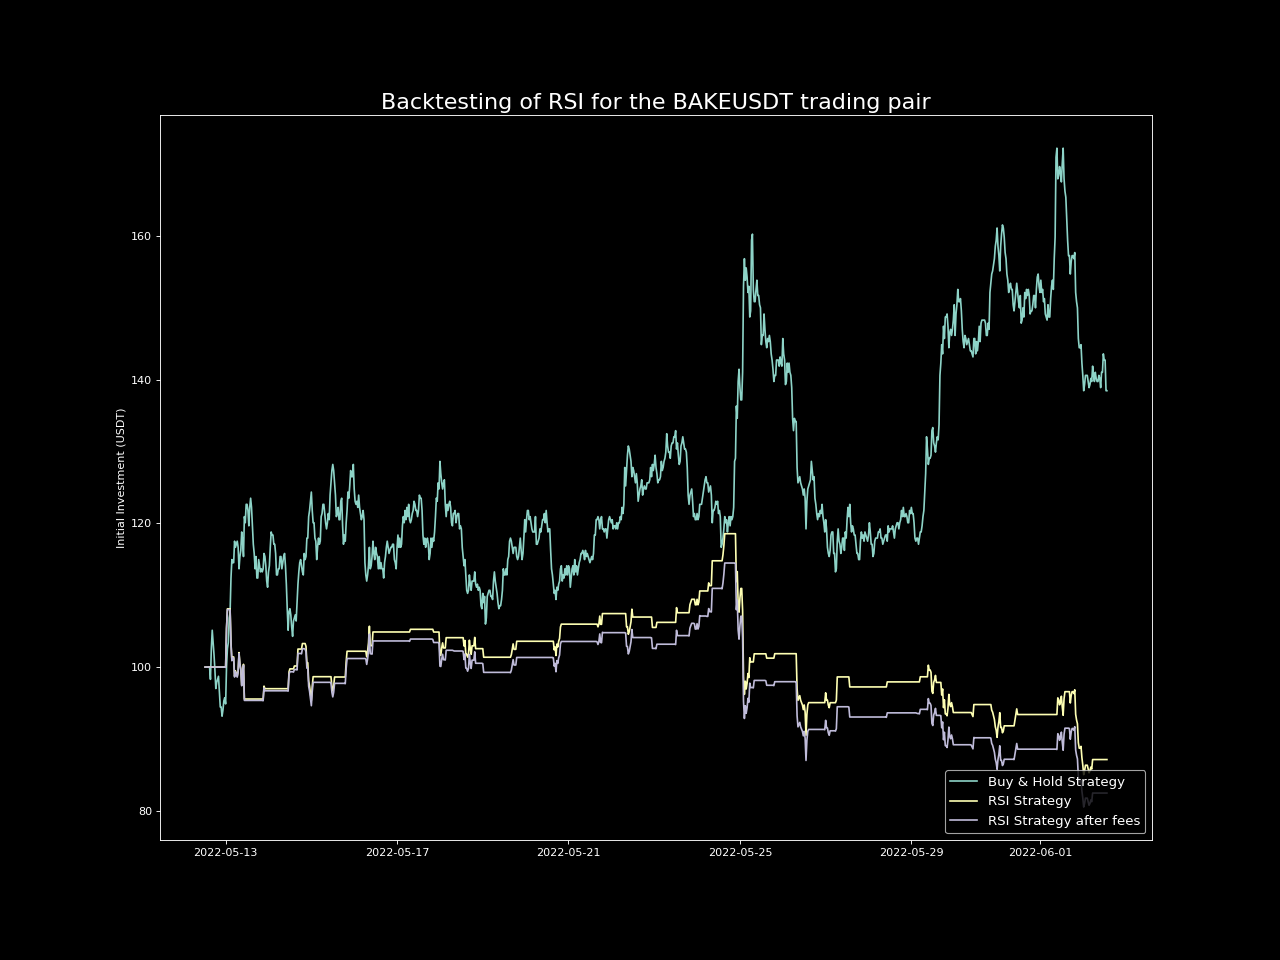 Backtesting of RSI for the BAKEUSDT trading pair
Initial Investment (USDT)
160
140
120
100
80
2022-05-13
2022-05-17
2022-05-21
2022-05-25
2022-05-29
2022-06-01
Buy & Hold Strategy
RSI Strategy
RSI Strategy after fees